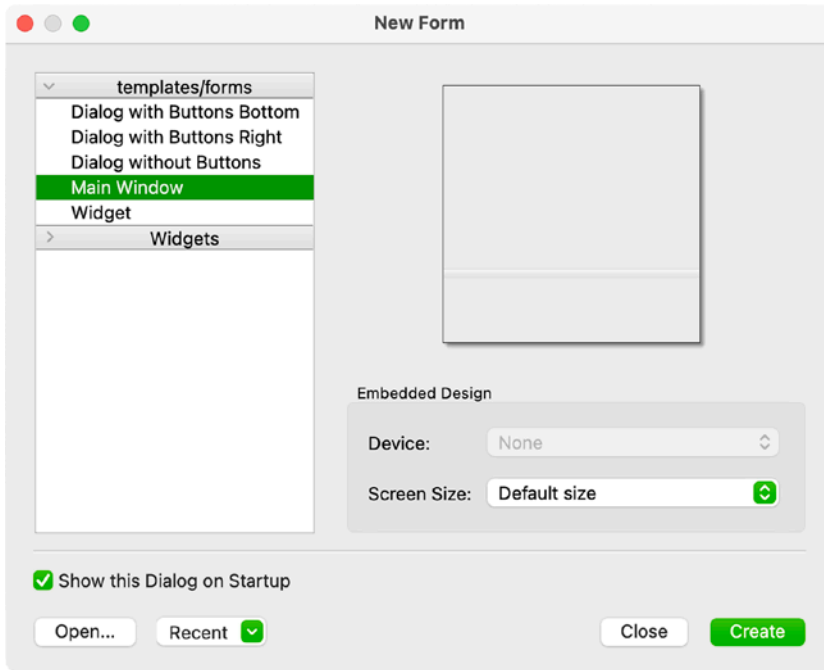 New Form
templates/forms
Dialog with Buttons Bottom
Dialog with Buttons Right
Dialog without Buttons
Main Window
Widget
Widgets
Embedded Design
Device: None
Screen Size: Default size
Show this Dialog on Startup
Open... Recent Close Create